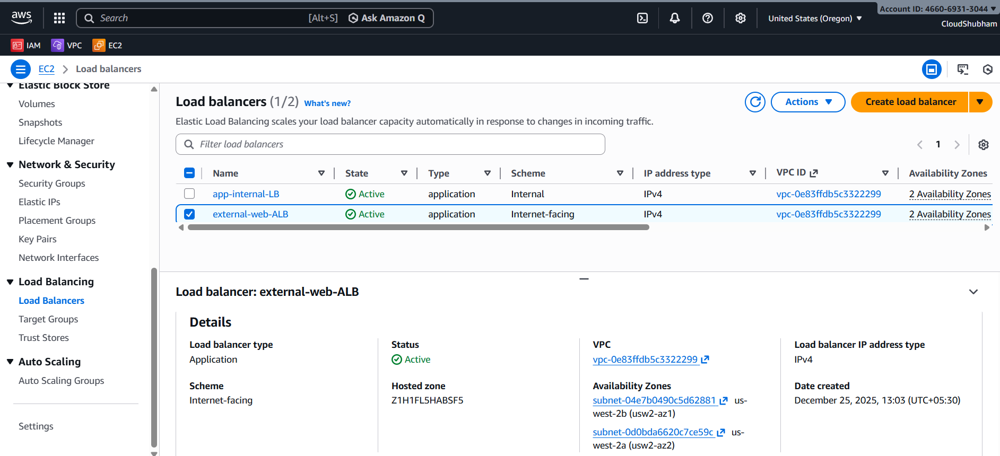 aws
Search [Alt+S] Ask Amazon Q
United States (Oregon) ▼
Account ID: 4660-6931-3044 ▼
CloudShubham
IAM VPC EC2
EC2 > Load balancers
Elastic Block Store
Volumes
Snapshots
Lifecycle Manager
Network & Security
Security Groups
Elastic IPs
Placement Groups
Key Pairs
Network Interfaces
Load Balancing
Load Balancers
Target Groups
Trust Stores
Auto Scaling
Auto Scaling Groups
Settings
Load balancers (1/2) What's new?
Actions
Create load balancer
Elastic Load Balancing scales your load balancer capacity automatically in response to changes in incoming traffic.
Filter load balancers
1
Name State Type Scheme IP address type VPC ID Availability Zones
app-internal-LB Active application Internal IPv4 vpc-0e83ffdb5c3322299 2 Availability Zones
external-web-ALB Active application Internet-facing IPv4 vpc-0e83ffdb5c3322299 2 Availability Zones
Load balancer: external-web-ALB
Details
Load balancer type
Application
Scheme
Internet-facing
Status
Active
Hosted zone
Z1H1FL5HABSF5
VPC
vpc-0e83ffdb5c3322299
Availability Zones
subnet-04e7b0490c5d62881 us-
west-2b (usw2-az1)
subnet-0d0bda6620c7ce59c us-
west-2a (usw2-az2)
Load balancer IP address type
IPv4
Date created
December 25, 2025, 13:03 (UTC+05:30)